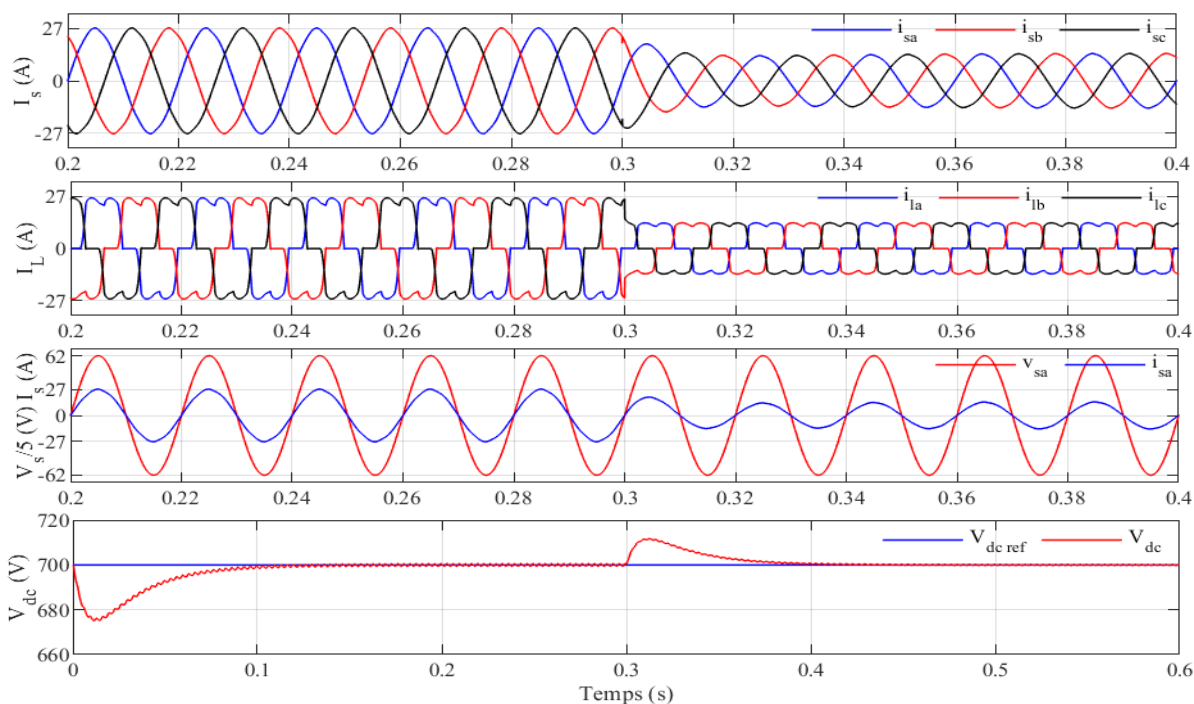 27
0
-27
I_s (A)
i_sa i_sb i_sc
0.2 0.22 0.24 0.26 0.28 0.3 0.32 0.34 0.36 0.38 0.4
27
0
-27
I_L (A)
i_la i_lb i_lc
0.2 0.22 0.24 0.26 0.28 0.3 0.32 0.34 0.36 0.38 0.4
62
27
0
-27
-62
V_s/5 (V) I_s (A)
v_sa i_sa
0.2 0.22 0.24 0.26 0.28 0.3 0.32 0.34 0.36 0.38 0.4
720
700
680
660
V_dc (V)
V_dc ref V_dc
0 0.1 0.2 0.3 0.4 0.5 0.6
Temps (s)